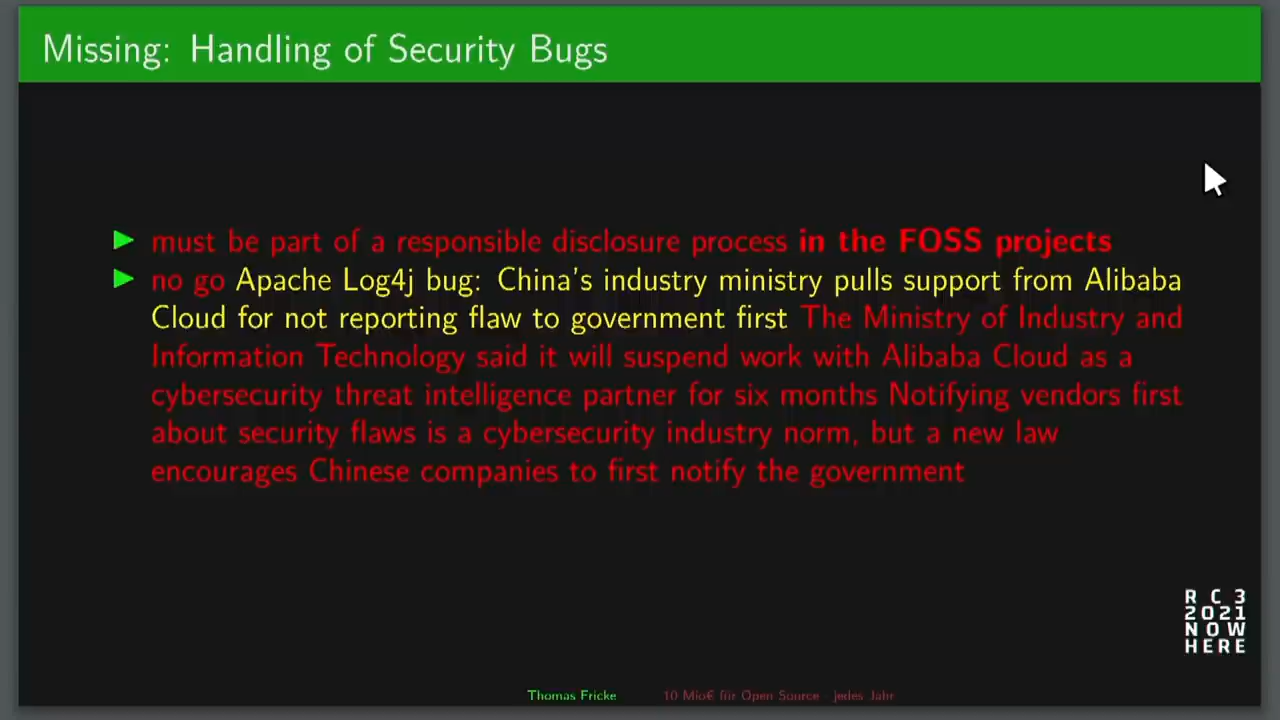 Missing: Handling of Security Bugs
must be part of a responsible disclosure process in the FOSS projects
no go Apache Log4j bug: China's industry ministry pulls support from Alibaba
Cloud for not reporting flaw to government first The Ministry of Industry and
Information Technology said it will suspend work with Alibaba Cloud as a
cybersecurity threat intelligence partner for six months Notifying vendors first
about security flaws is a cybersecurity industry norm, but a new law
encourages Chinese companies to first notify the government
R C 3
2021
NOW
HERE
Thomas Fricke 10 Mio€ für Open Source - jedes Jahr